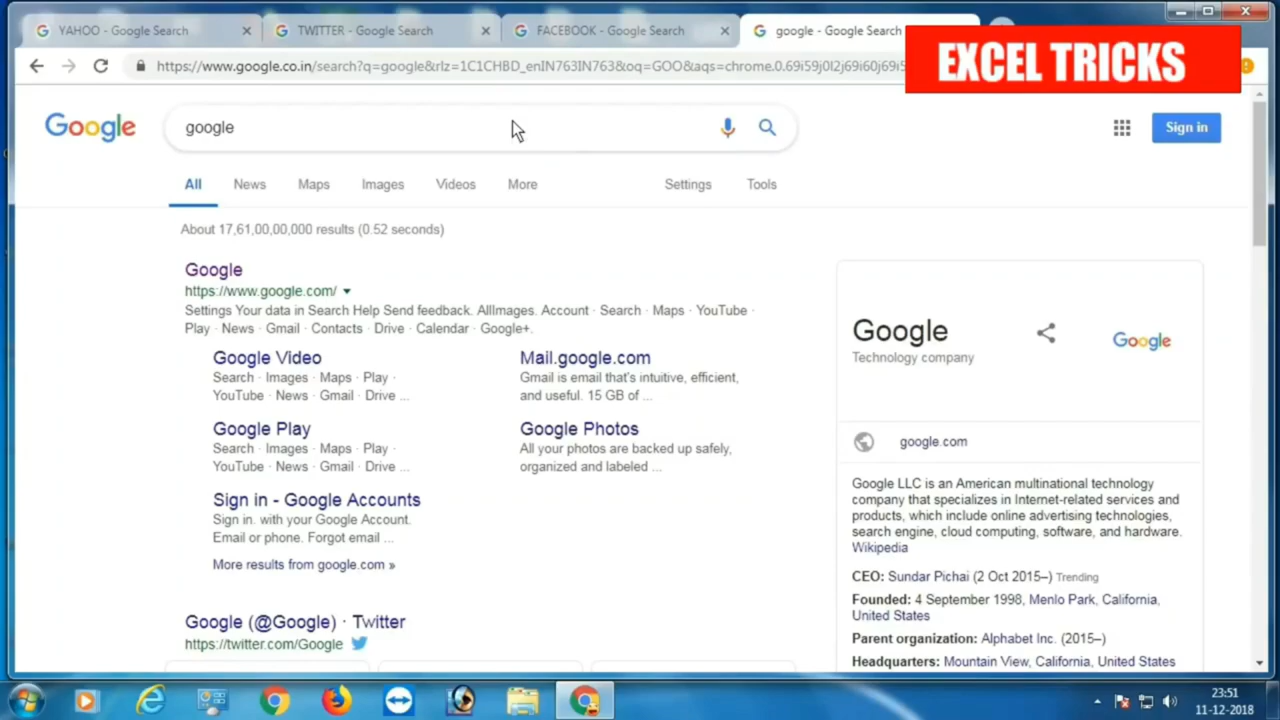 YAHOO - Google Search
TWITTER - Google Search
FACEBOOK - Google Search
google - Google Search
EXCEL TRICKS
https://www.google.co.in/search?q=google&rlz=1C1CHBD_enIN763IN763&oq=GOO&aqs=chrome.0.69i59j0l2j69i60j69i5
Google
google
Sign in
All
News
Maps
Images
Videos
More
Settings
Tools
About 17,61,00,00,000 results (0.52 seconds)
Google
https://www.google.com/
Settings Your data in Search Help Send feedback. AllImages. Account · Search · Maps · YouTube ·
Play · News · Gmail · Contacts · Drive · Calendar · Google+.
Google Video
Search · Images · Maps · Play ·
YouTube · News · Gmail · Drive ...
Mail.google.com
Gmail is email that's intuitive, efficient,
and useful. 15 GB of ...
Google Play
Search · Images · Maps · Play ·
YouTube · News · Gmail · Drive ...
Google Photos
All your photos are backed up safely,
organized and labeled ...
Sign in - Google Accounts
Sign in. with your Google Account.
Email or phone. Forgot email ...
More results from google.com »
Google (@Google) · Twitter
https://twitter.com/Google
Google
Technology company
Google
google.com
Google LLC is an American multinational technology
company that specializes in Internet-related services and
products, which include online advertising technologies,
search engine, cloud computing, software, and hardware.
Wikipedia
CEO: Sundar Pichai (2 Oct 2015–) Trending
Founded: 4 September 1998, Menlo Park, California,
United States
Parent organization: Alphabet Inc. (2015–)
Headquarters: Mountain View, California, United States
23:51
11-12-2018